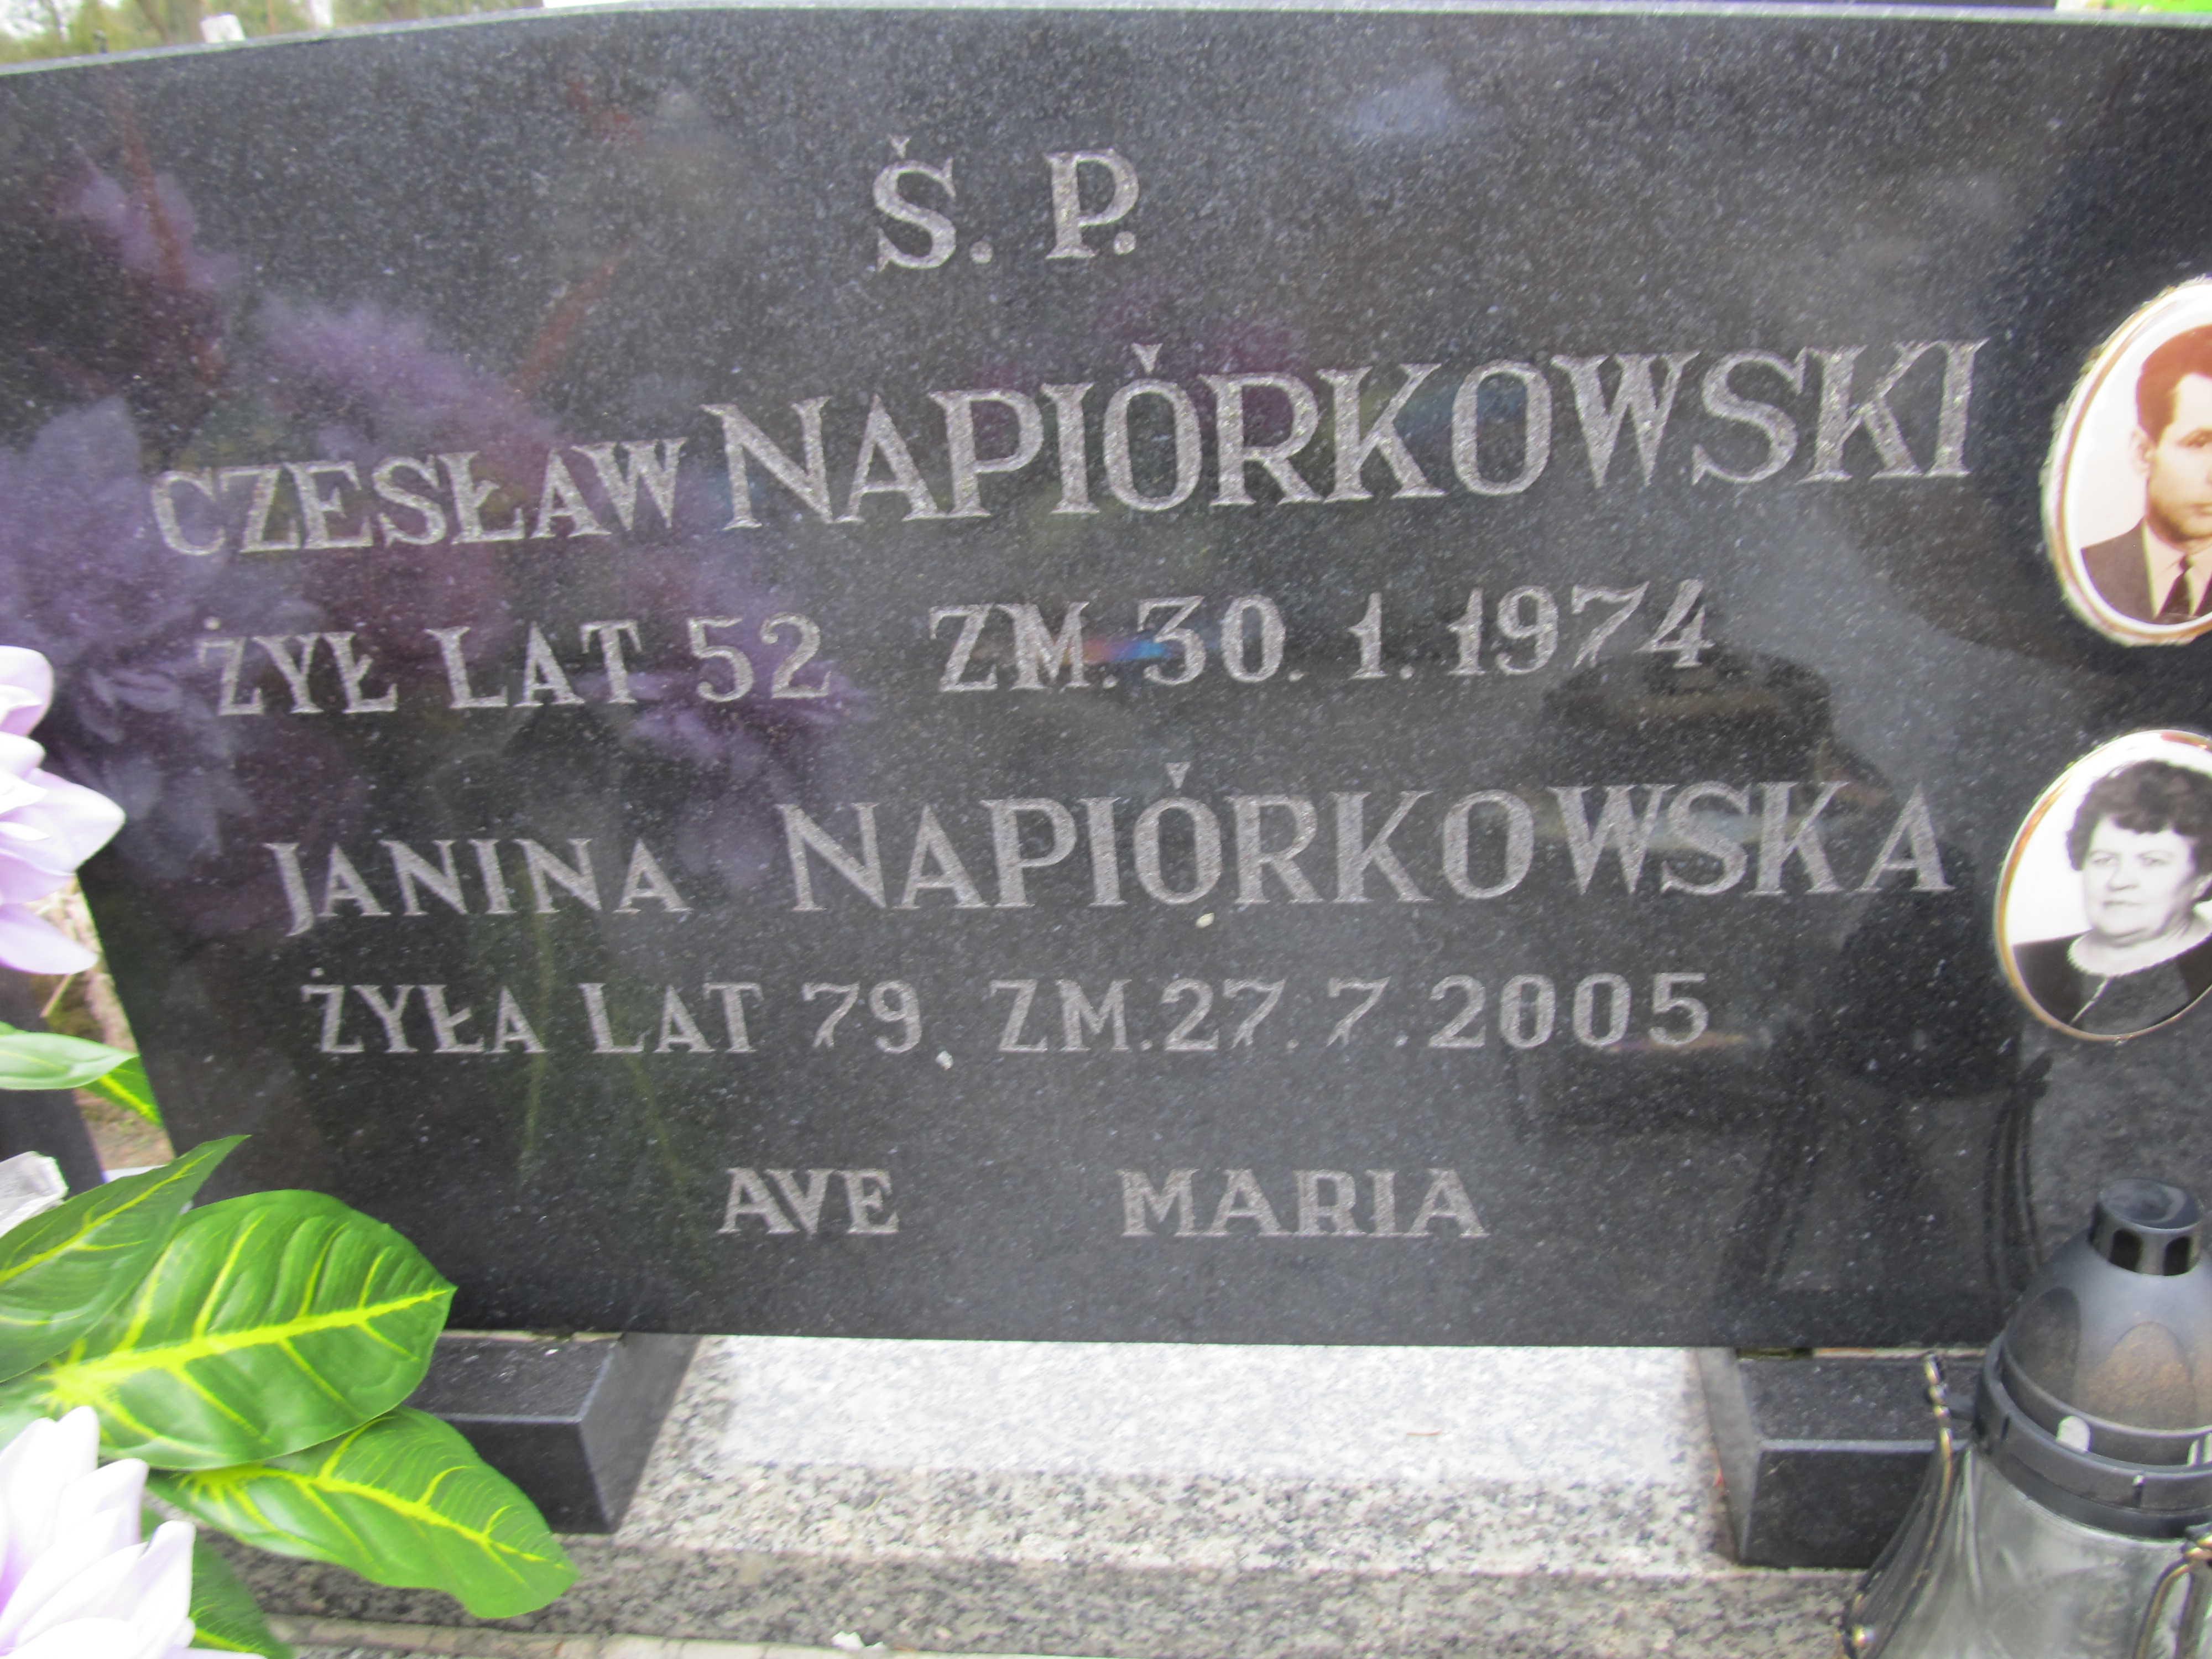 Ś. P.
CZESŁAW NAPIÓRKOWSKI
ŻYŁ LAT 52 ZM. 30. 1. 1974
JANINA NAPIÓRKOWSKA
ŻYŁA LAT 79 ZM. 27. 7. 2005
AVE MARIA